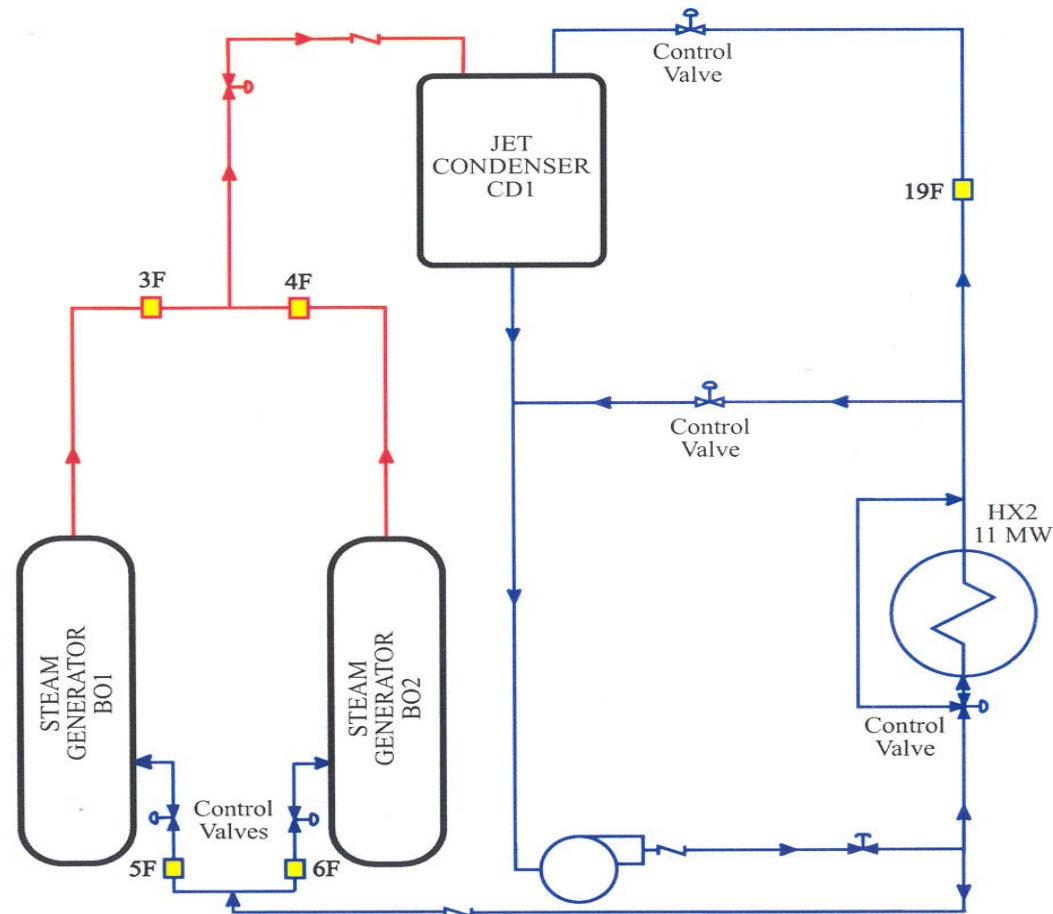 Control
Valve
JET
CONDENSER
CD1
19F
3F
4F
Control
Valve
HX2
11 MW
STEAM
GENERATOR
BO1
STEAM
GENERATOR
BO2
Control
Valve
Control
Valves
5F
6F